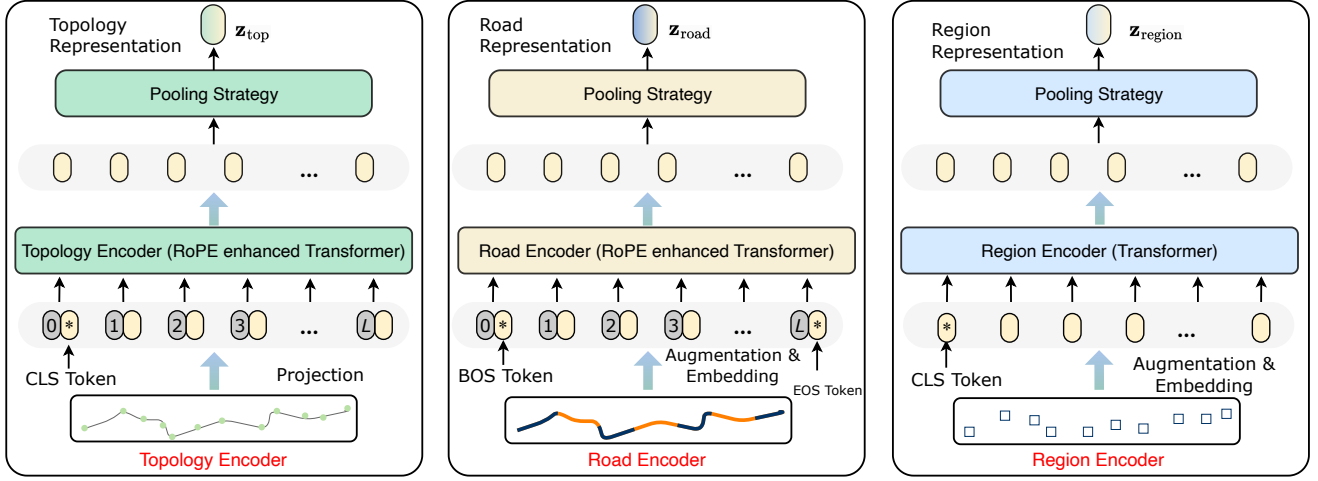 Topology
Representation
z_top
Pooling Strategy
...
Topology Encoder (RoPE enhanced Transformer)
0 * 1 2 3 ... L
CLS Token
Projection
Topology Encoder
Road
Representation
z_road
Pooling Strategy
...
Road Encoder (RoPE enhanced Transformer)
0 * 1 2 3 ... L *
BOS Token
Augmentation &
Embedding
EOS Token
Road Encoder
Region
Representation
z_region
Pooling Strategy
...
Region Encoder (Transformer)
* ...
CLS Token
Augmentation &
Embedding
Region Encoder